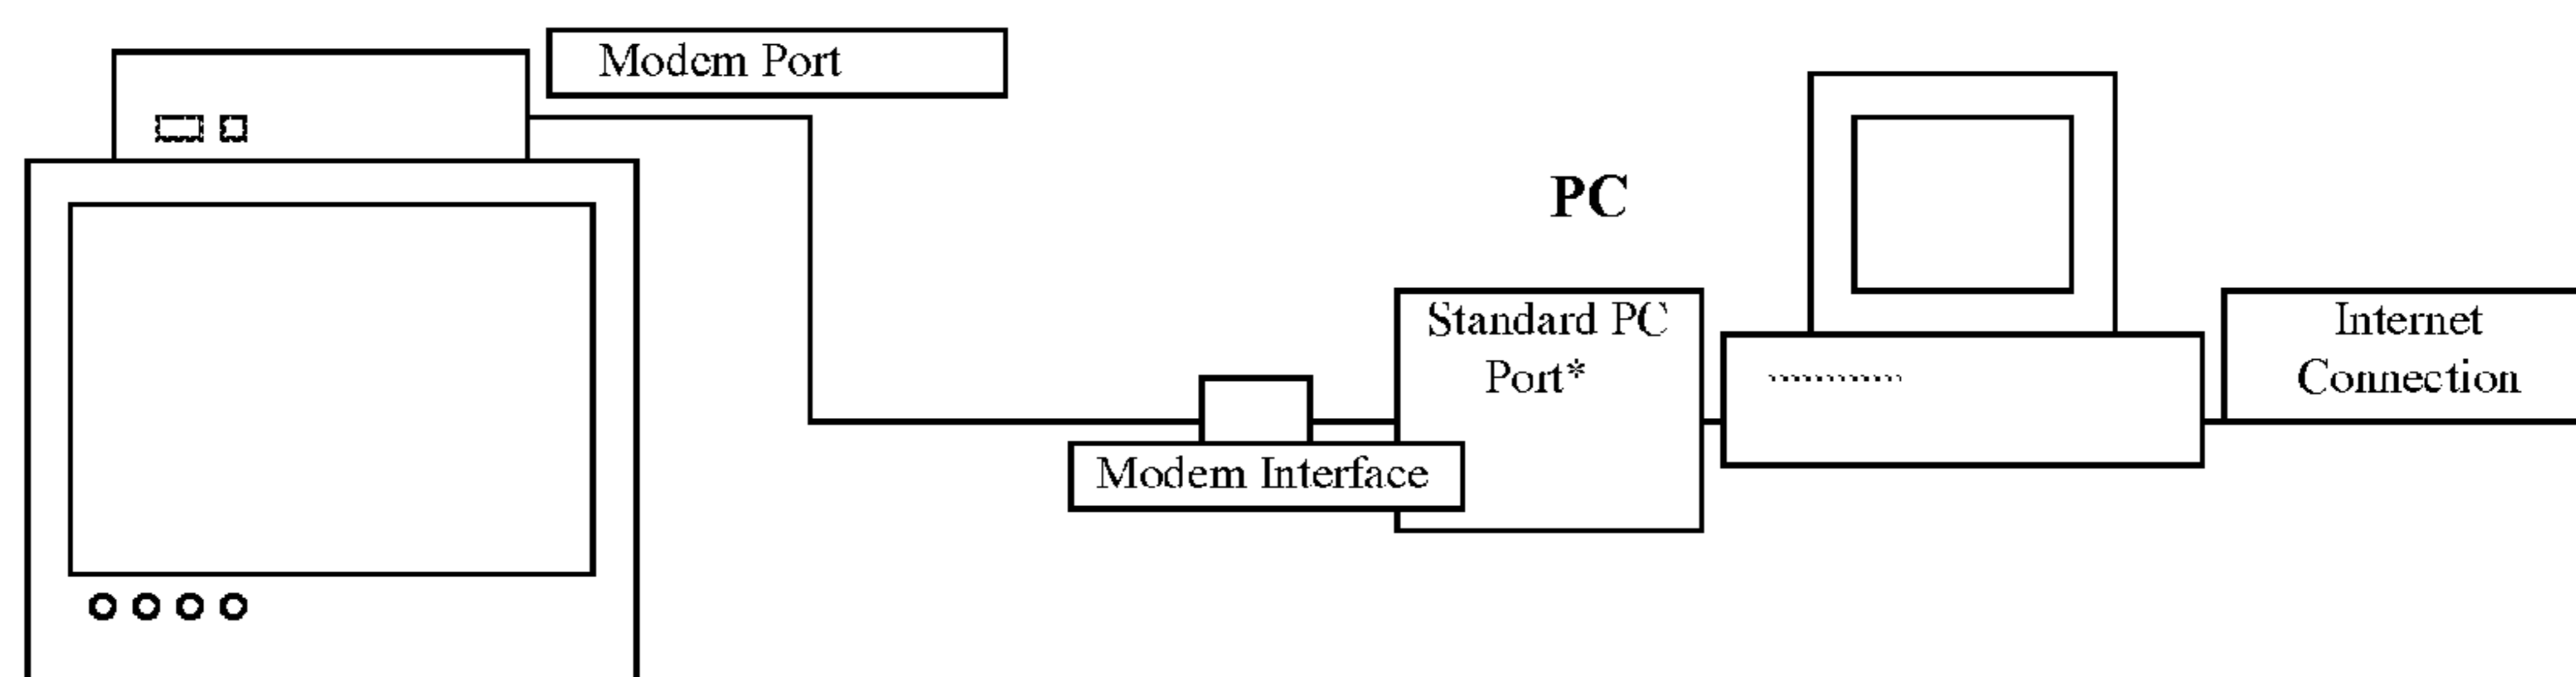 Modem Port
PC
Standard PC
Port*
Modem Interface
Internet
Connection